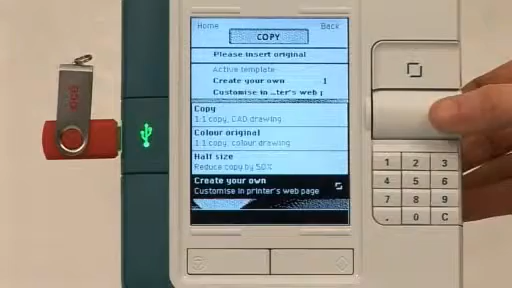 Home
Back
COPY
Please insert original
Active template
Create your own 1
Customise in ...ter's web
Copy
1:1 copy, CAD drawing
Colour original
1:1 copy, colour drawing
Half size
Reduce copy by 50%
Create your own
Customise in printer's web page
1 2 3
4 5 6
7 8 9
. 0 C